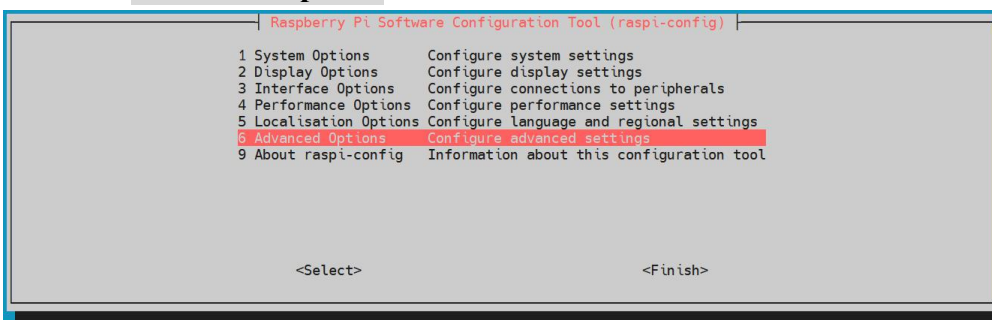 Raspberry Pi Software Configuration Tool (raspi-config)
1 System Options Configure system settings
2 Display Options Configure display settings
3 Interface Options Configure connections to peripherals
4 Performance Options Configure performance settings
5 Localisation Options Configure language and regional settings
6 Advanced Options Configure advanced settings
9 About raspi-config Information about this configuration tool
<Select> <Finish>